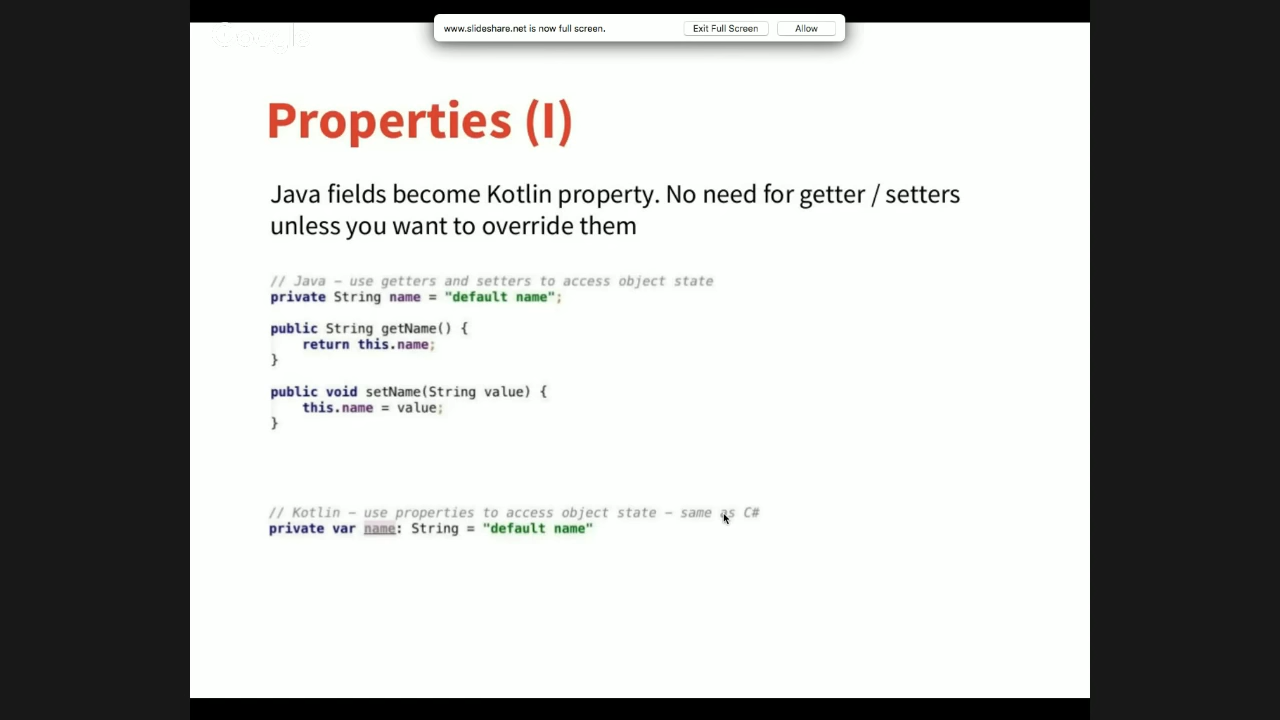 www.slideshare.net is now full screen. Exit Full Screen Allow
Google
Properties (I)
Java fields become Kotlin property. No need for getter / setters
unless you want to override them
// Java – use getters and setters to access object state
private String name = "default name";
public String getName() {
return this.name;
}
public void setName(String value) {
this.name = value;
}
// Kotlin – use properties to access object state – same as C#
private var name: String = "default name"